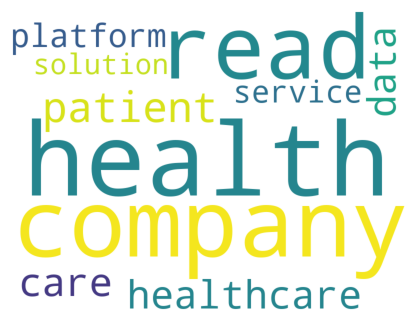 platform
read
data
solution
service
patient
health
company
care
healthcare